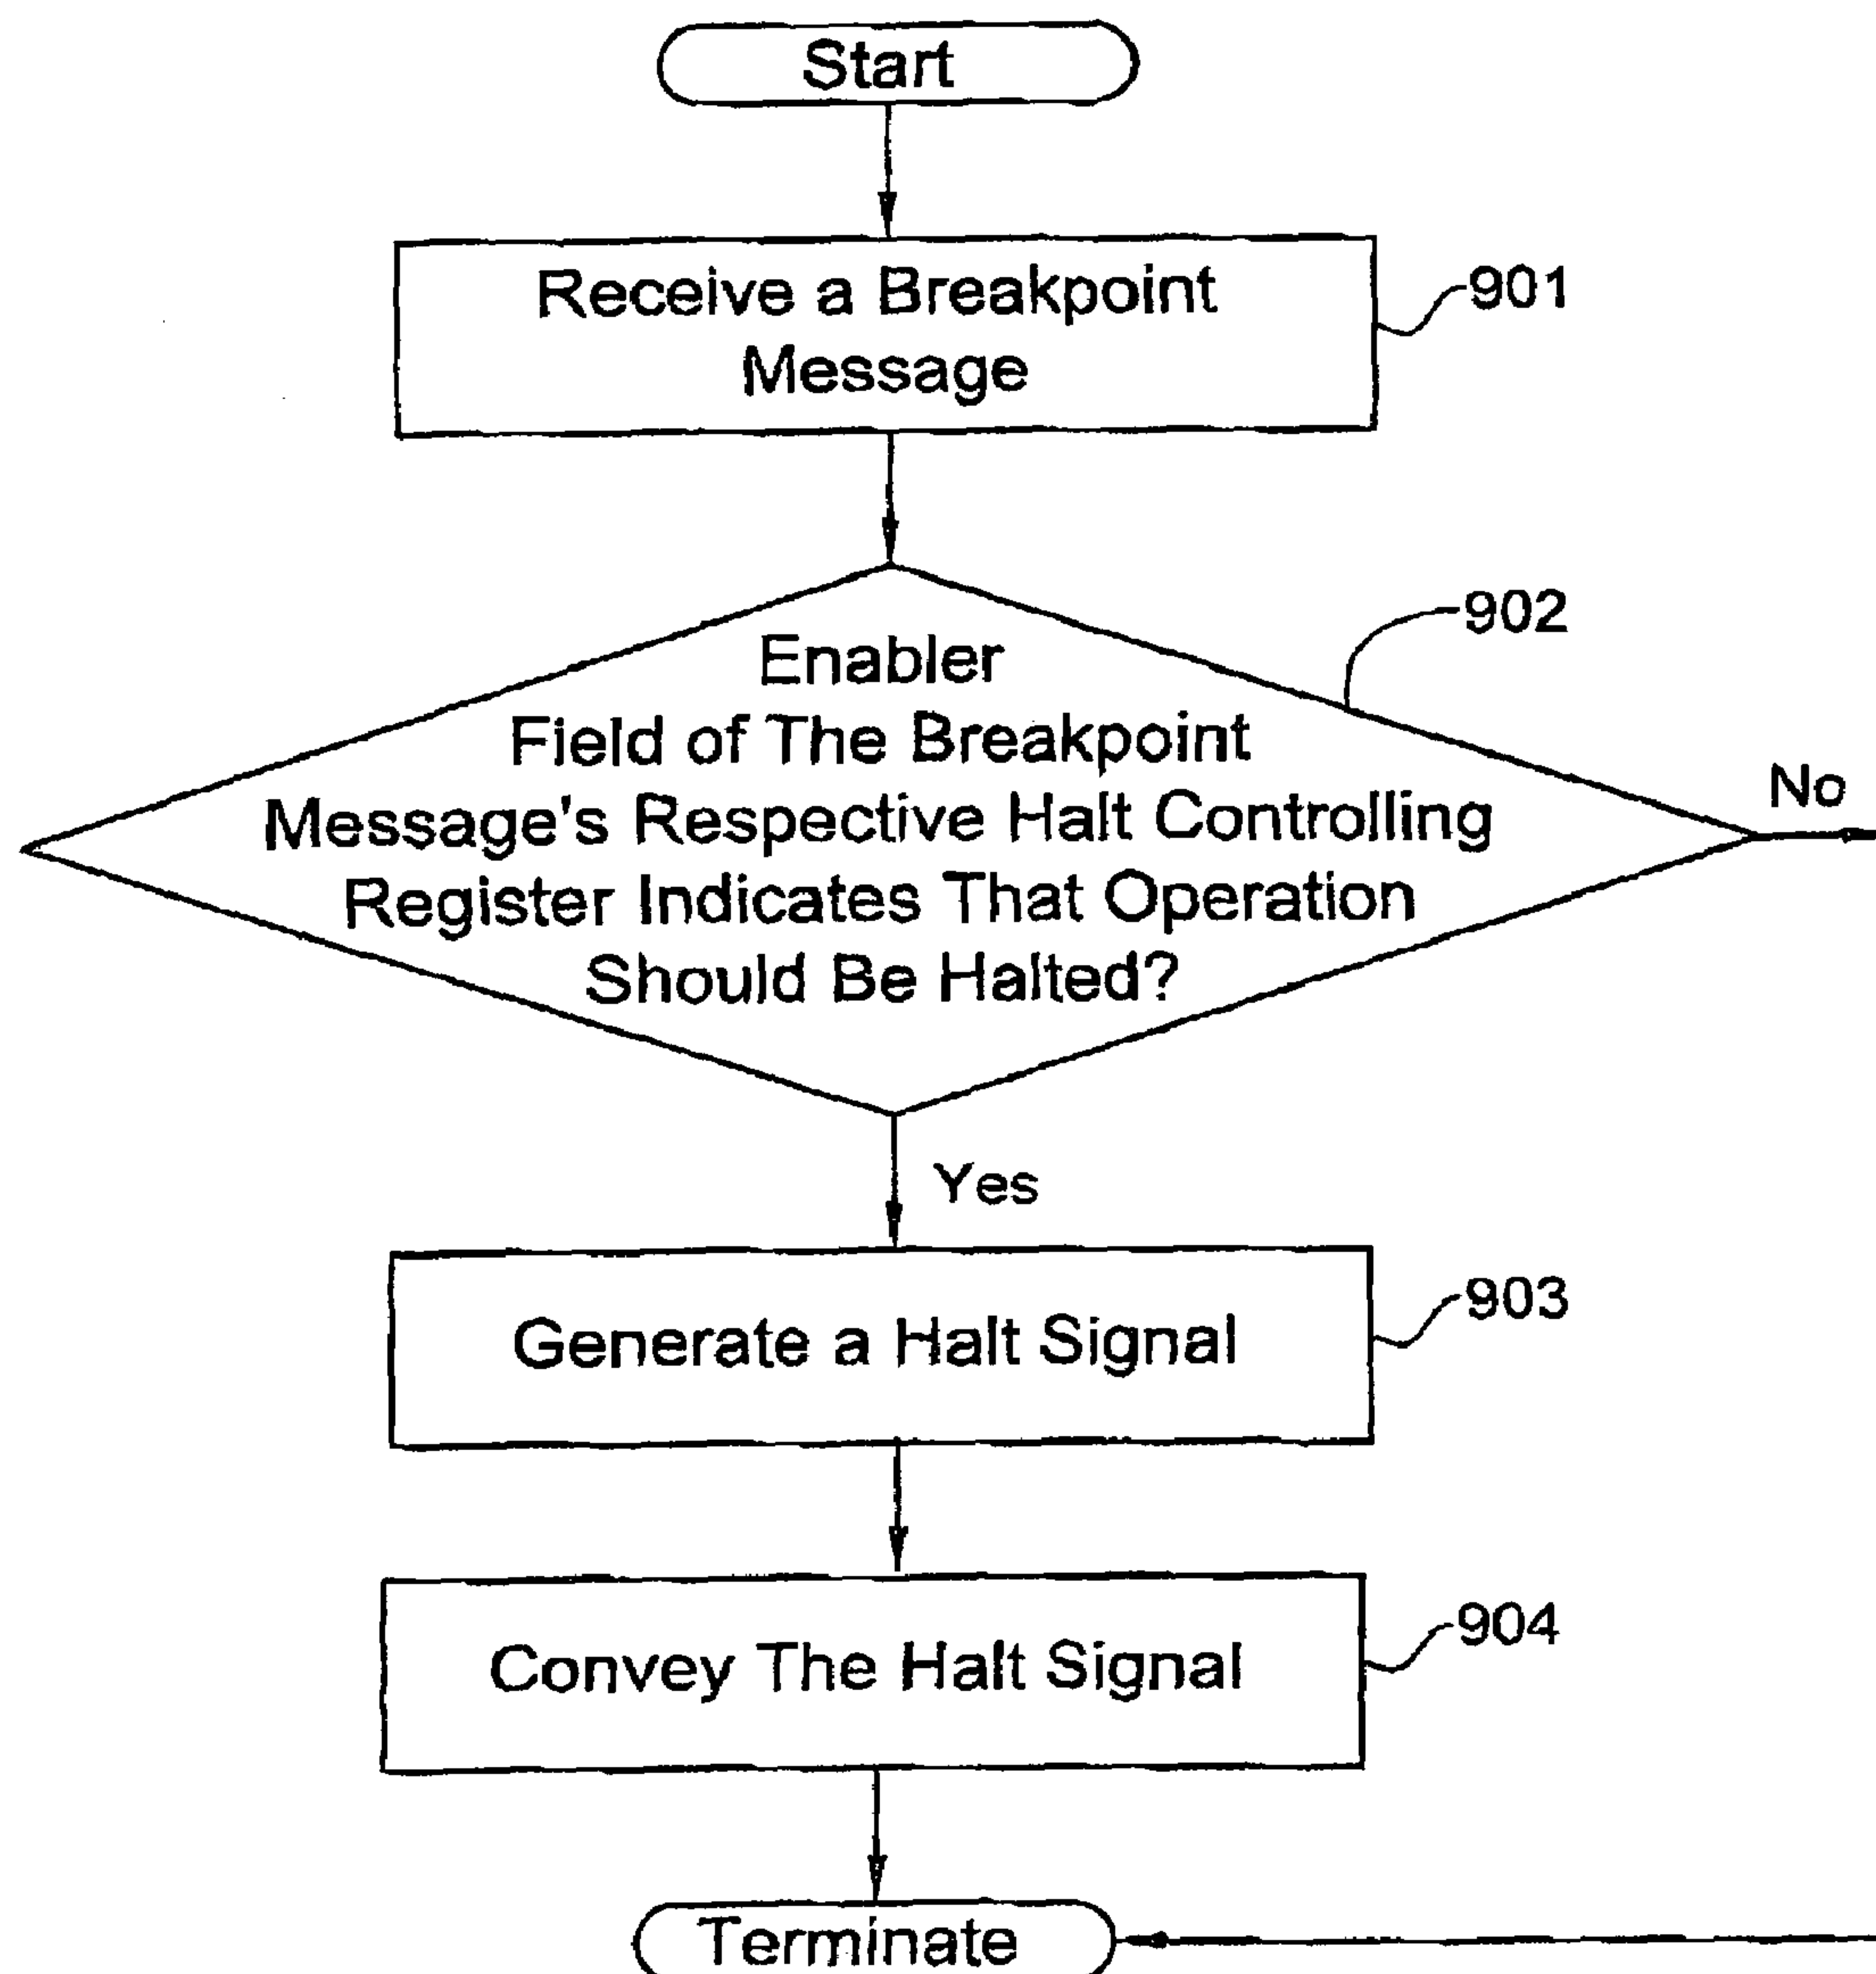 Start
Receive a Breakpoint
Message
901
902
Enabler
Field of The Breakpoint
Message's Respective Halt Controlling
Register Indicates That Operation
Should Be Halted?
No
Yes
Generate a Halt Signal
903
Convey The Halt Signal
904
Terminate